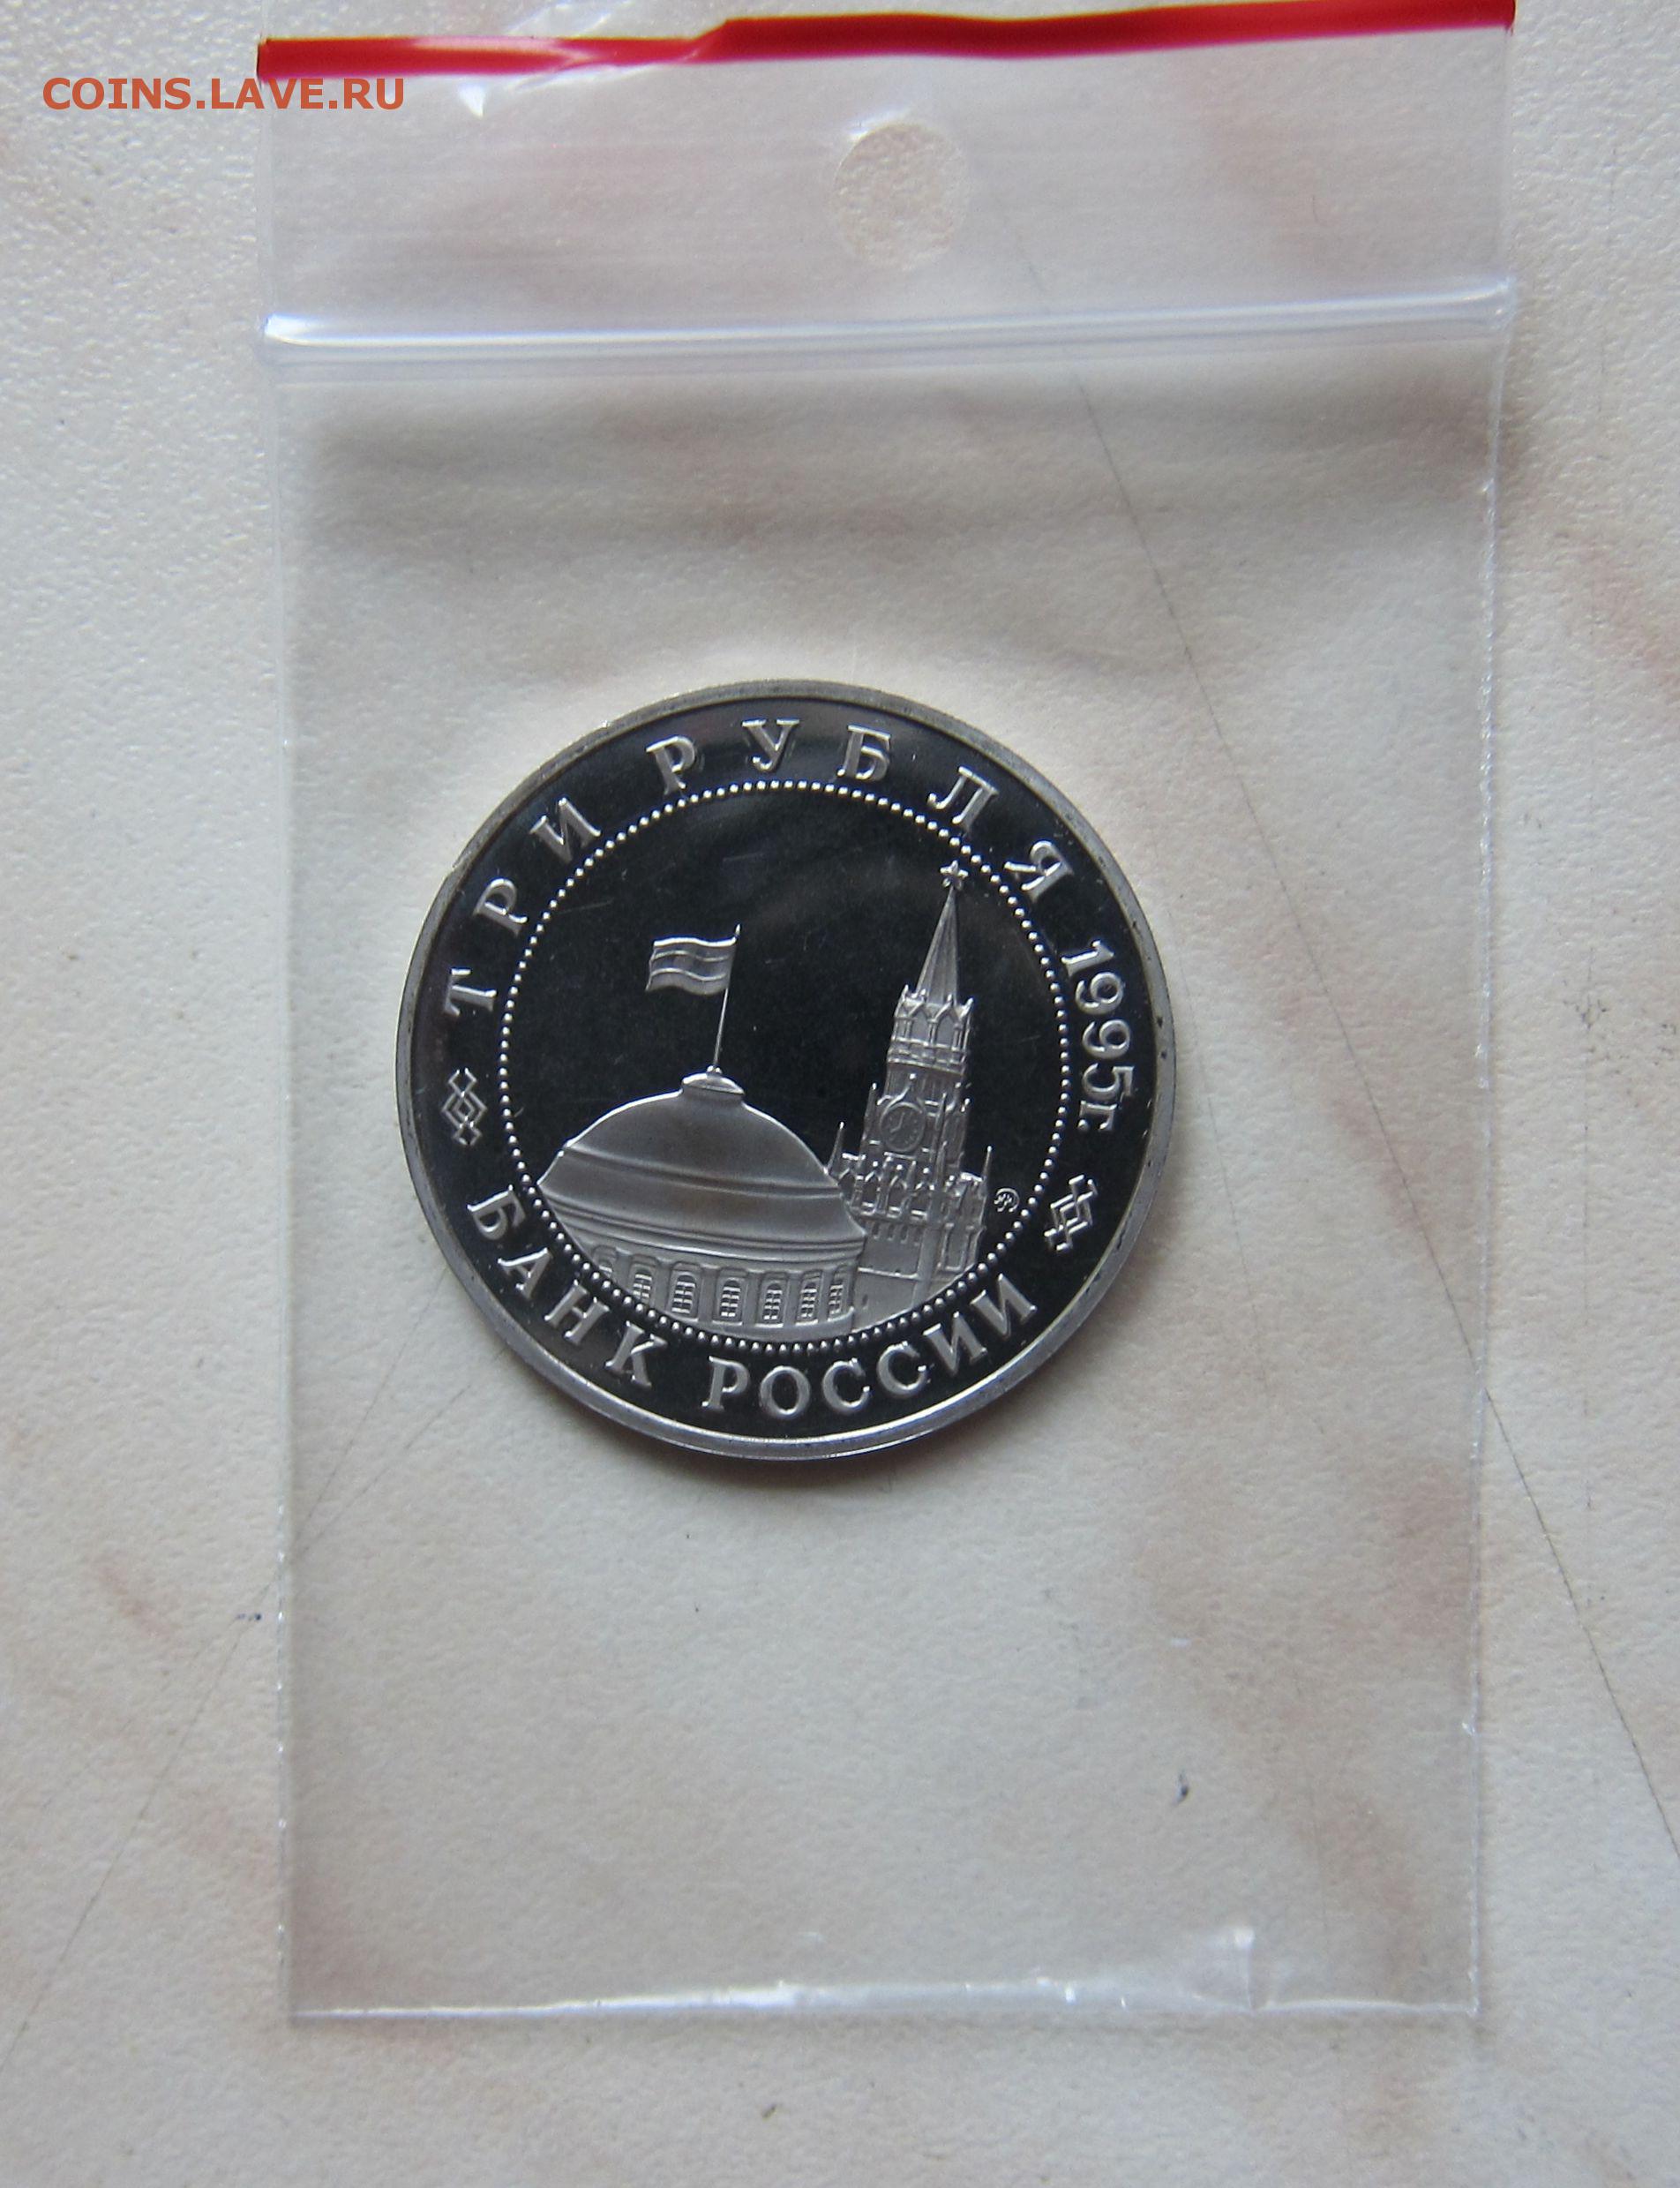 COINS.LAVE.RU
ТРИ РУБЛЯ 1995г.
БАНК РОССИИ